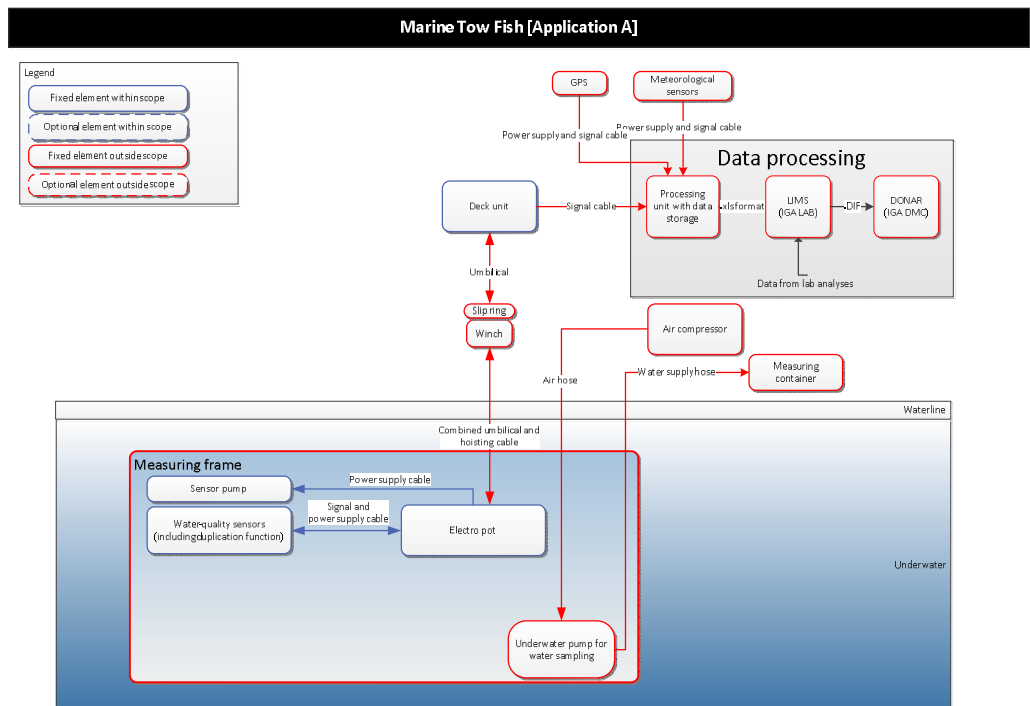 Marine Tow Fish [Application A]
Legend
Fixed element within scope
Optional element within scope
Fixed element outside scope
Optional element outside scope
GPS
Meteorological
sensors
Power supply and signal cable
Power supply and signal cable
Data processing
Deck unit
Signal cable
Processing
unit with data
storage
.xlsformat
LIMS
(IGA LAB)
.DIF
DONAR
(IGA DMC)
Data from lab analyses
Umbilical
Slip ring
Winch
Air compressor
Air hose
Water supply hose
Measuring
container
Waterline
Combined umbilical and
hoisting cable
Measuring frame
Sensor pump
Power supply cable
Water-quality sensors
(including duplication function)
Signal and
power supply cable
Electro pot
Underwater
Underwater pump for
water sampling